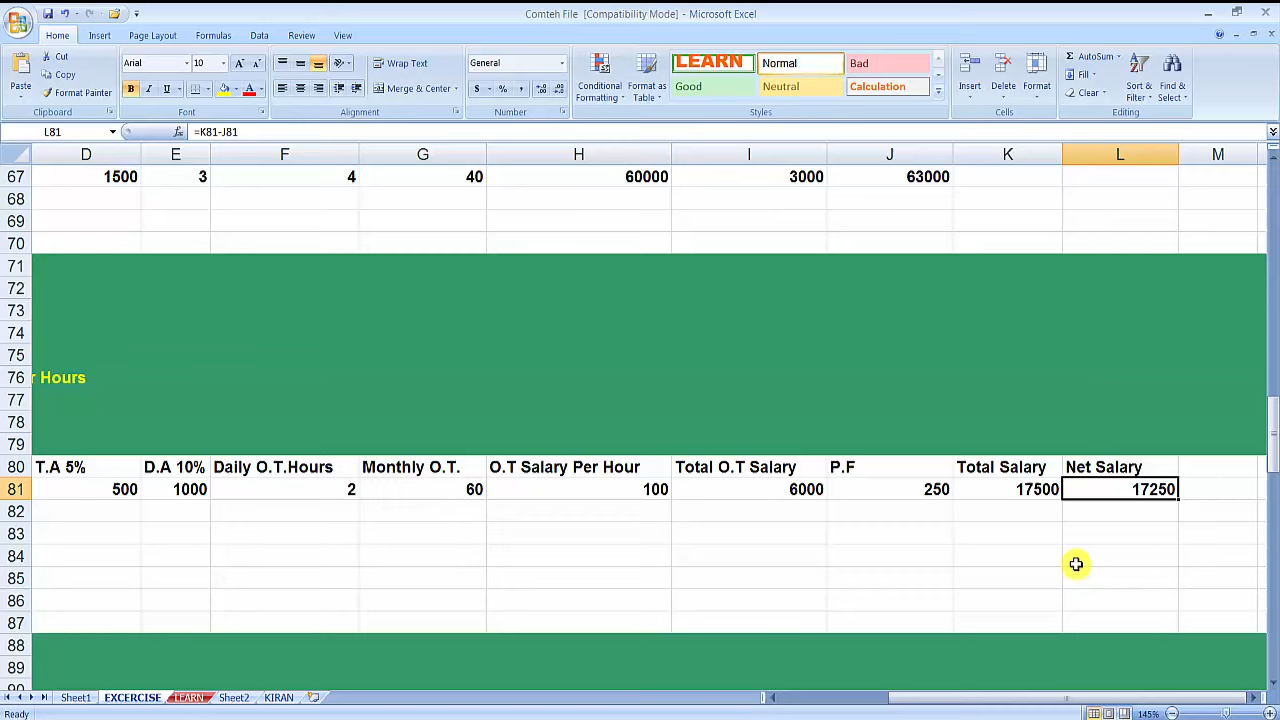 Comteh File [Compatibility Mode] - Microsoft Excel
Home Insert Page Layout Formulas Data Review View
Paste Cut Copy Format Painter Clipboard
Arial 10 B I U A Font
Wrap Text Merge & Center Alignment
General $ % , Number
Conditional Formatting Format as Table LEARN Normal Bad Good Neutral Calculation Styles
Insert Delete Format Cells
Σ AutoSum Fill Clear Sort & Filter Find & Select Editing
L81 fx =K81-J81
D E F G H I J K L M
67 1500 3 4 40 60000 3000 63000
68
69
70
71
72
73
74
75
76 r Hours
77
78
79
80 T.A 5% D.A 10% Daily O.T.Hours Monthly O.T. O.T Salary Per Hour Total O.T Salary P.F Total Salary Net Salary
81 500 1000 2 60 100 6000 250 17500 17250
82
83
84
85
86
87
88
89
90
Sheet1 EXCERCISE LEARN Sheet2 KIRAN
Ready 145%